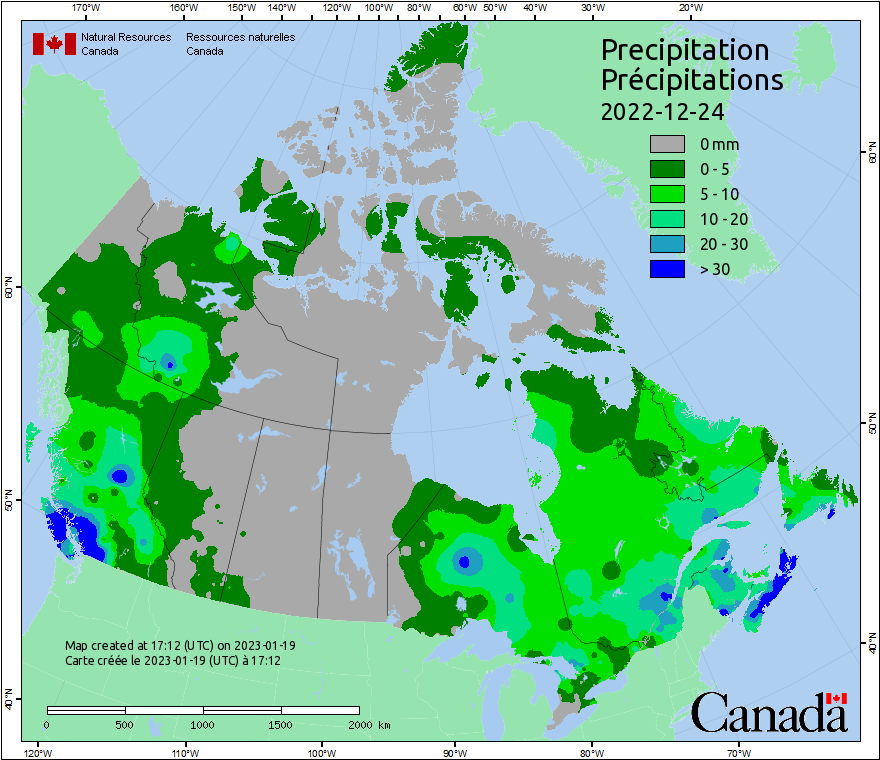 170°W 160°W 150°W 140°W 120°W 100°W 80°W 60°W 50°W 40°W 30°W 20°W
Natural Resources Canada
Ressources naturelles Canada
Precipitation
Précipitations
2022-12-24
0 mm
0 - 5
5 - 10
10 - 20
20 - 30
> 30
60°N
50°N
40°N
60°N
50°N
40°N
Map created at 17:12 (UTC) on 2023-01-19
Carte créée le 2023-01-19 (UTC) à 17:12
0 500 1000 1500 2000 km
Canada
120°W 110°W 100°W 90°W 80°W 70°W